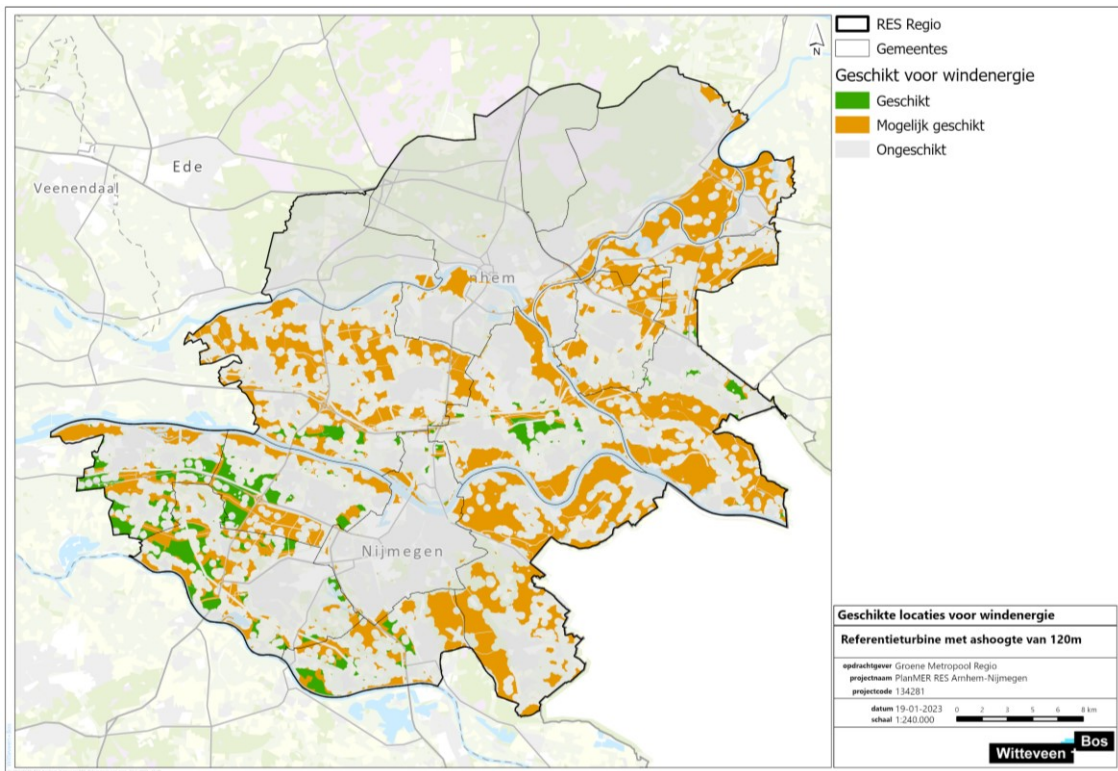 Ede
Veenendaal
nhem
Nijmegen
N
RES Regio
Gemeentes
Geschikt voor windenergie
Geschikt
Mogelijk geschikt
Ongeschikt
Geschikte locaties voor windenergie
Referentieturbine met ashoogte van 120m
opdrachtgever Groene Metropool Regio
projectnaam PlanMER RES Arnhem-Nijmegen
projectcode 134281
datum 19-01-2023
0 2 3 5 6 8 km
schaal 1:240.000
Witteveen
Bos